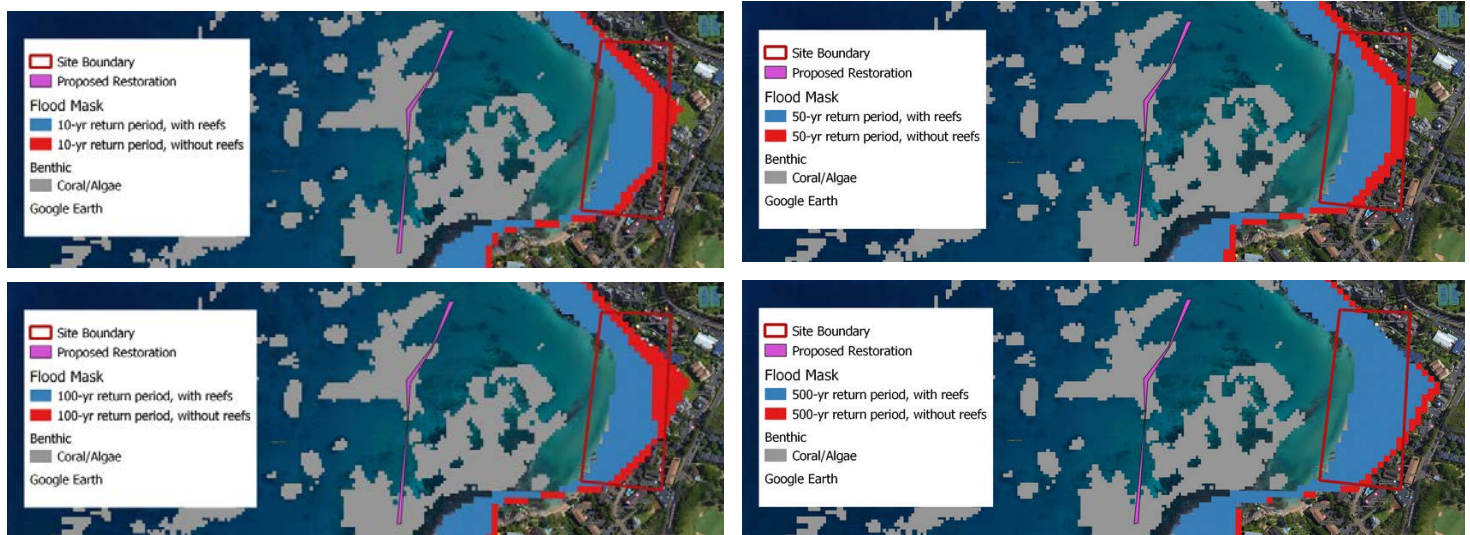 Site Boundary
Proposed Restoration
Flood Mask
10-yr return period, with reefs
10-yr return period, without reefs
Benthic
Coral/Algae
Google Earth
Site Boundary
Proposed Restoration
Flood Mask
50-yr return period, with reefs
50-yr return period, without reefs
Benthic
Coral/Algae
Google Earth
Site Boundary
Proposed Restoration
Flood Mask
100-yr return period, with reefs
100-yr return period, without reefs
Benthic
Coral/Algae
Google Earth
Site Boundary
Proposed Restoration
Flood Mask
500-yr return period, with reefs
500-yr return period, without reefs
Benthic
Coral/Algae
Google Earth